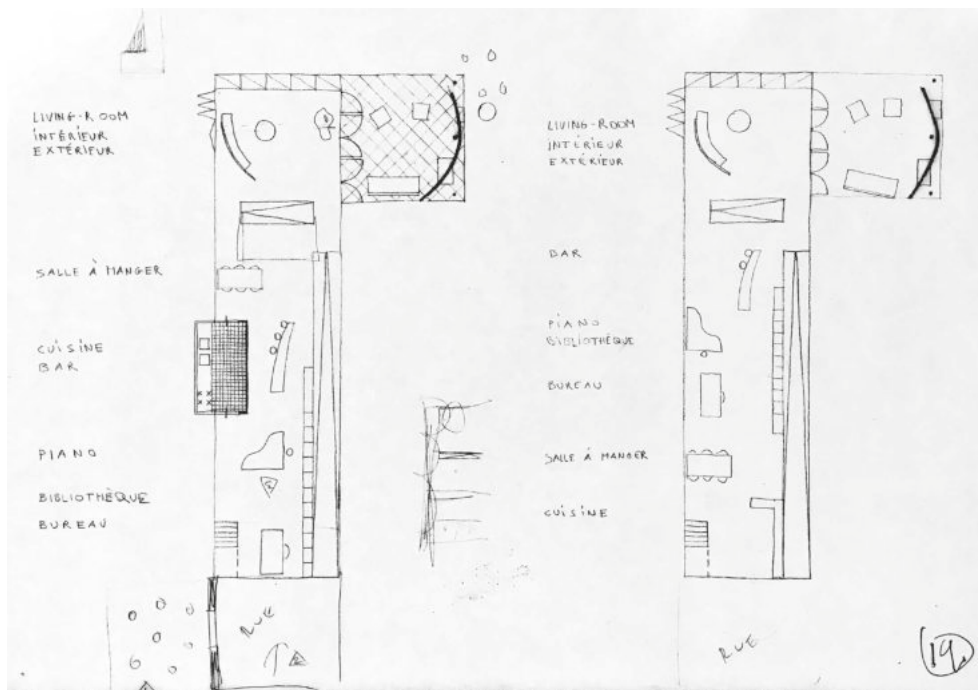 LIVING-ROOM
INTÉRIEUR
EXTÉRIEUR
SALLE À MANGER
CUISINE
BAR
PIANO
BIBLIOTHÈQUE
BUREAU
RUE
LIVING-ROOM
INTÉRIEUR
EXTÉRIEUR
BAR
PIANO
BIBLIOTHÈQUE
BUREAU
SALLE À MANGER
CUISINE
RUE
19